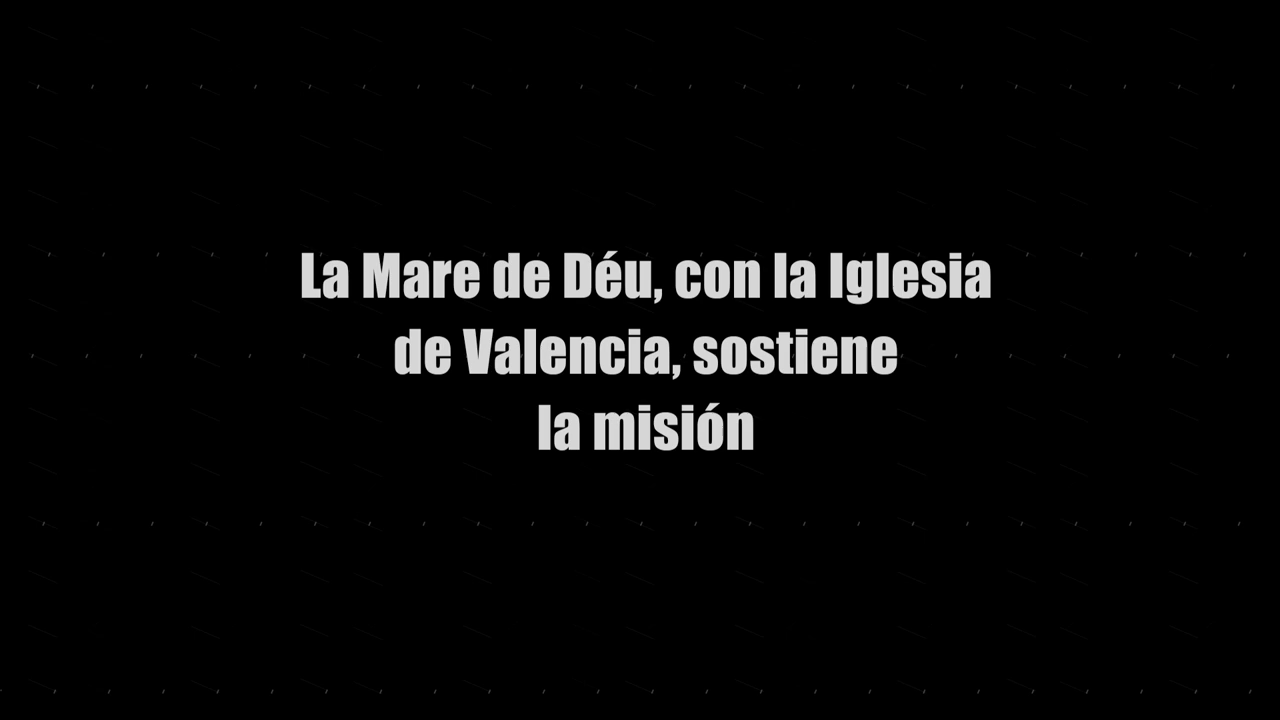 La Mare de Déu, con la Iglesia
de Valencia, sostiene
la misión